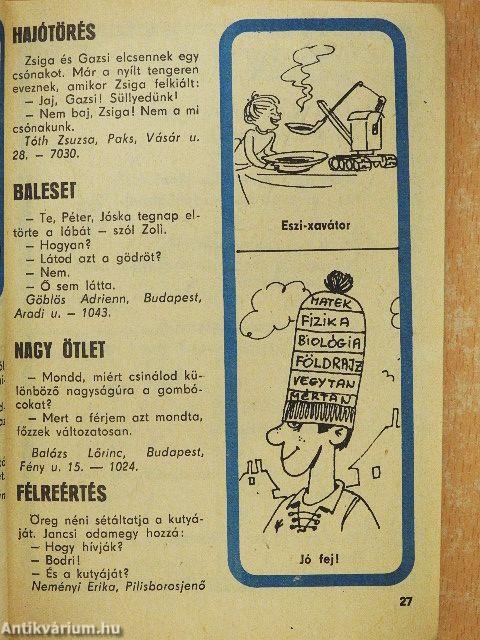 HAJÓTÖRÉS
Zsiga és Gazsi elcsennek egy
csónakot. Már a nyílt tengeren
eveznek, amikor Zsiga felkiált:
– Jaj, Gazsi! Süllyedünk!
– Nem baj, Zsiga! Nem a mi
csónakunk.
Tóth Zsuzsa, Paks, Vásár u.
28. – 7030.
BALESET
– Te, Péter, Jóska tegnap el-
törte a lábát – szól Zoli.
– Hogyan?
– Látod azt a gödröt?
– Nem.
– Ő sem látta.
Göblös Adrienn, Budapest,
Aradi u. – 1043.
NAGY ÖTLET
– Mondd, miért csinálod kü-
lönböző nagyságúra a gombó-
cokat?
– Mert a férjem azt mondta,
főzzek változatosan.
Balázs Lőrinc, Budapest,
Fény u. 15. – 1024.
FÉLREÉRTÉS
Öreg néni sétáltatja a kutyá-
ját. Jancsi odamegy hozzá:
– Hogy hívják?
– Bodri!
– És a kutyáját?
Neményi Erika, Pilisborosjenő
Eszi-xavátor
MATEK
FIZIKA
BIOLÓGIA
FÖLDRAJZ
VEGYTAN
MÉRTAN
Jó fej!
27
Antikvárium.hu